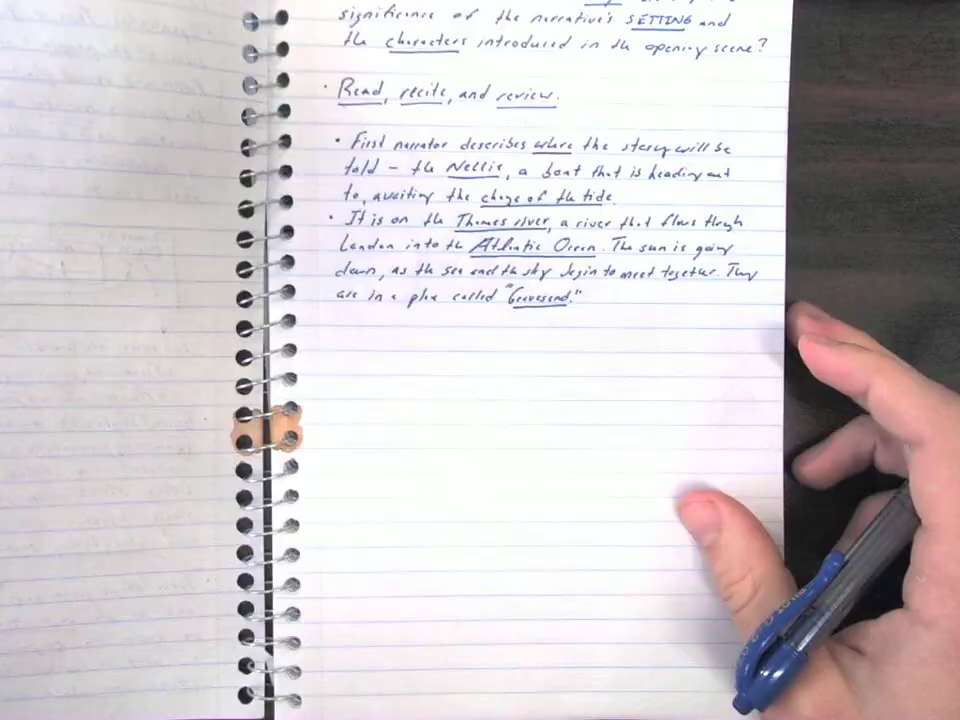 significance of the narrative's SETTING and
the characters introduced in the opening scene?
· Read, recite, and review.
· First narrator describes where the story will be
told – the Nellie, a boat that is heading out
to, awaiting the change of the tide.
· It is on the Thames river, a river that flows through
London into the Atlantic Ocean. The sun is going
down, as the sea and the sky begin to meet together. They
are in a place called "Gravesend."